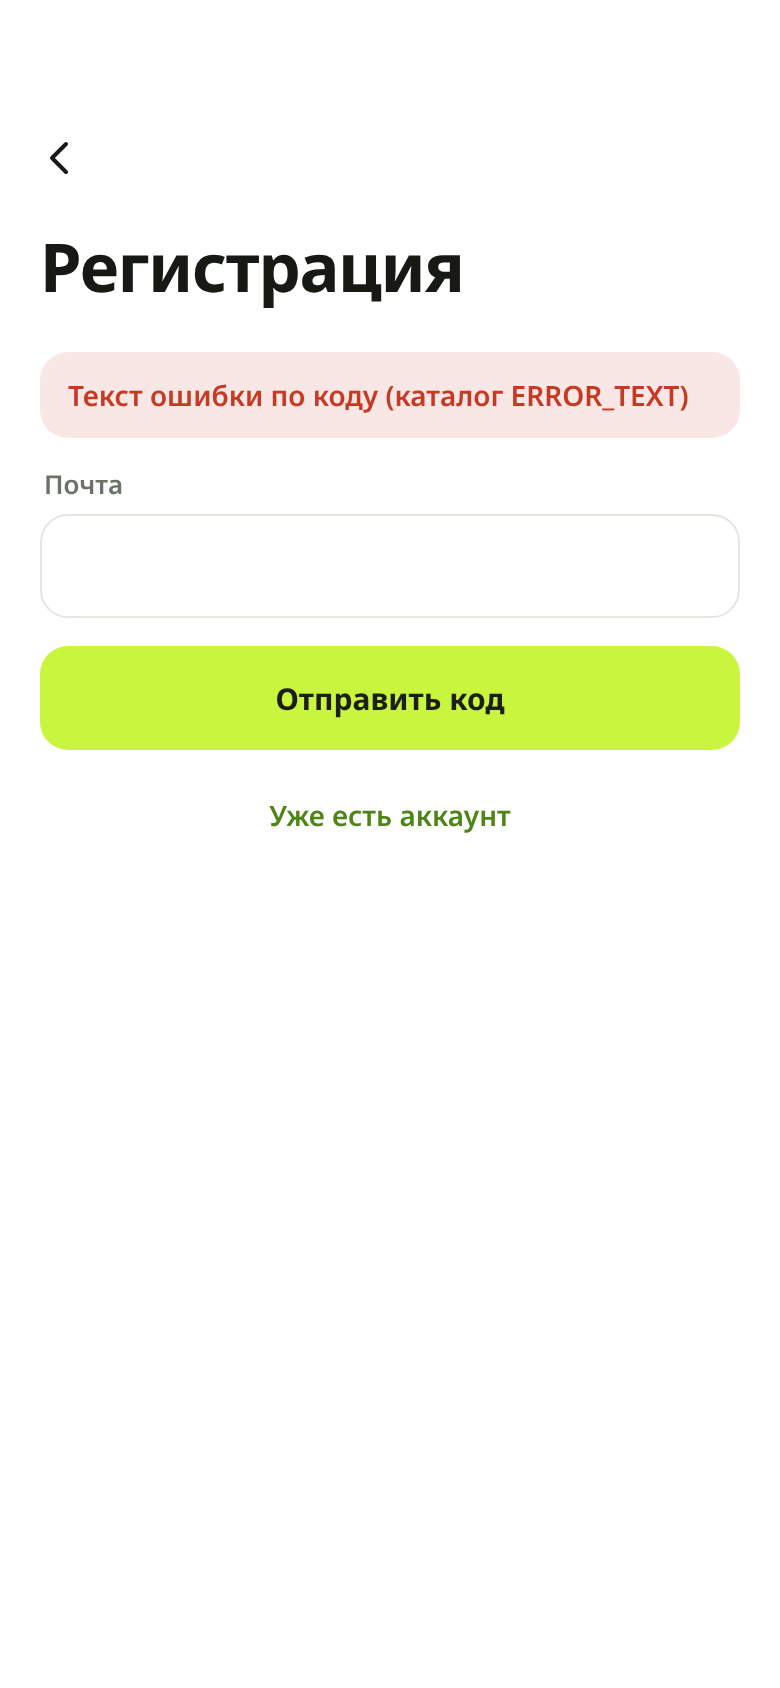 Регистрация
Текст ошибки по коду (каталог ERROR_TEXT)
Почта
Отправить код
Уже есть аккаунт